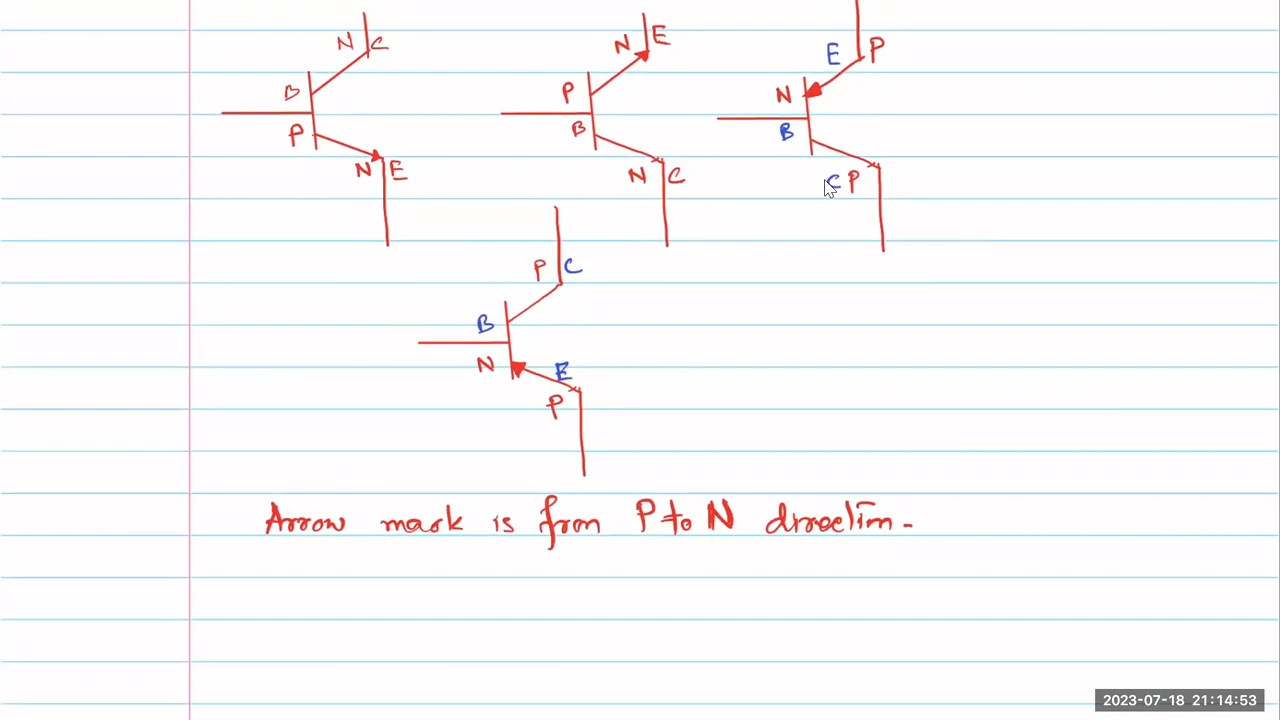 N C
B
P
N E
N E
P
B
N C
E P
N
B
C P
P C
B
N
E
P
Arrow mark is from P to N direction.
2023-07-18 21:14:53